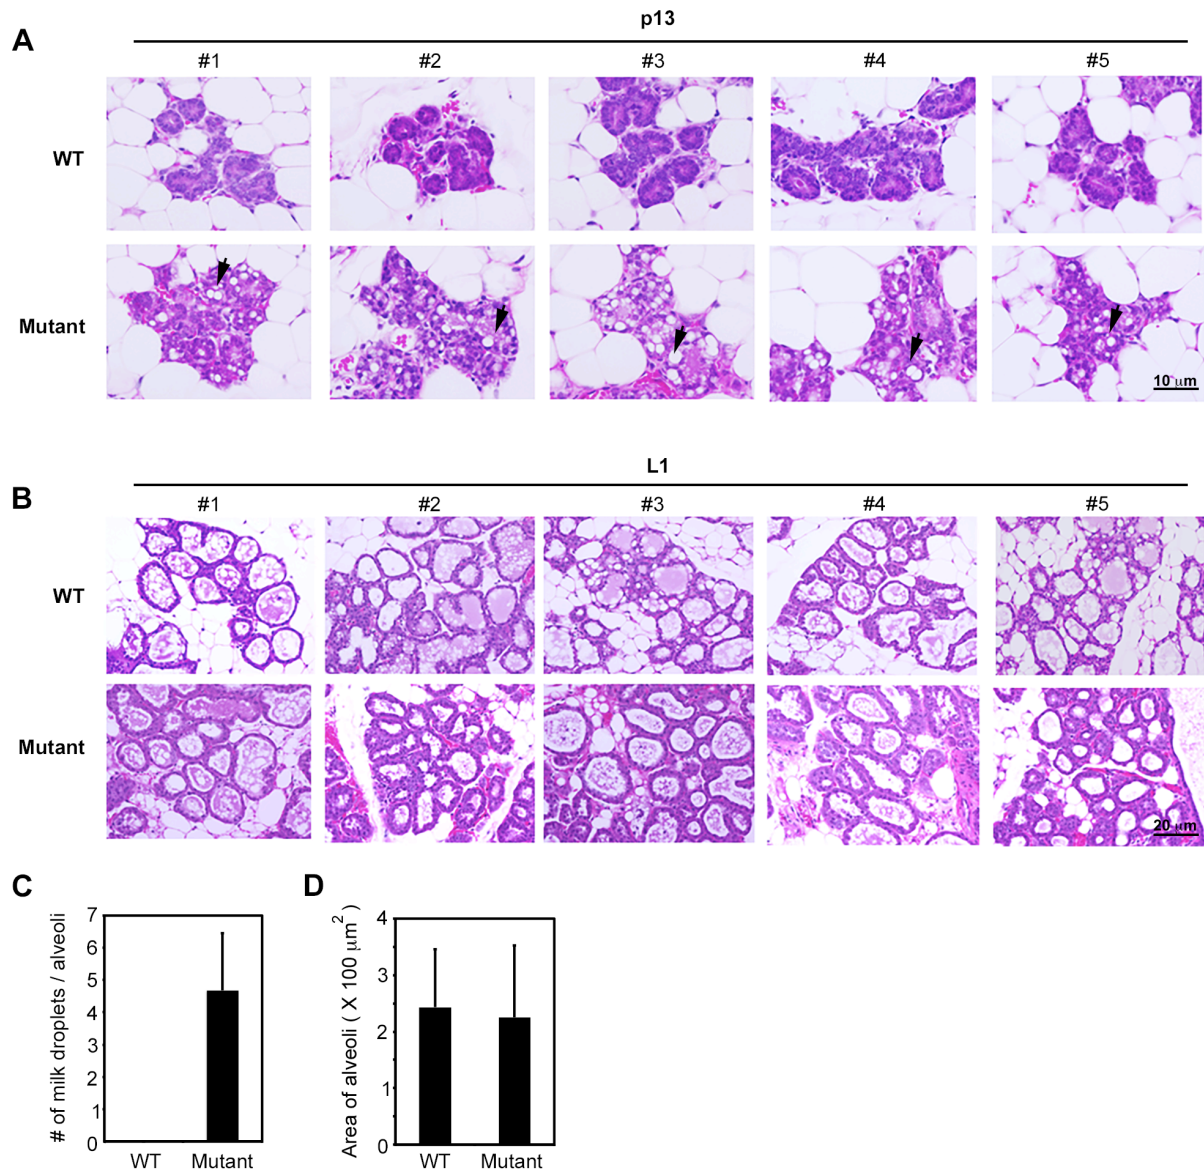 A
p13
#1 #2 #3 #4 #5
WT
Mutant
10 μm
B
L1
#1 #2 #3 #4 #5
WT
Mutant
20 μm
C
# of milk droplets / alveoli
7
6
5
4
3
2
1
0
WT Mutant
D
Area of alveoli ( X 100 μm²)
4
3
2
1
0
WT Mutant